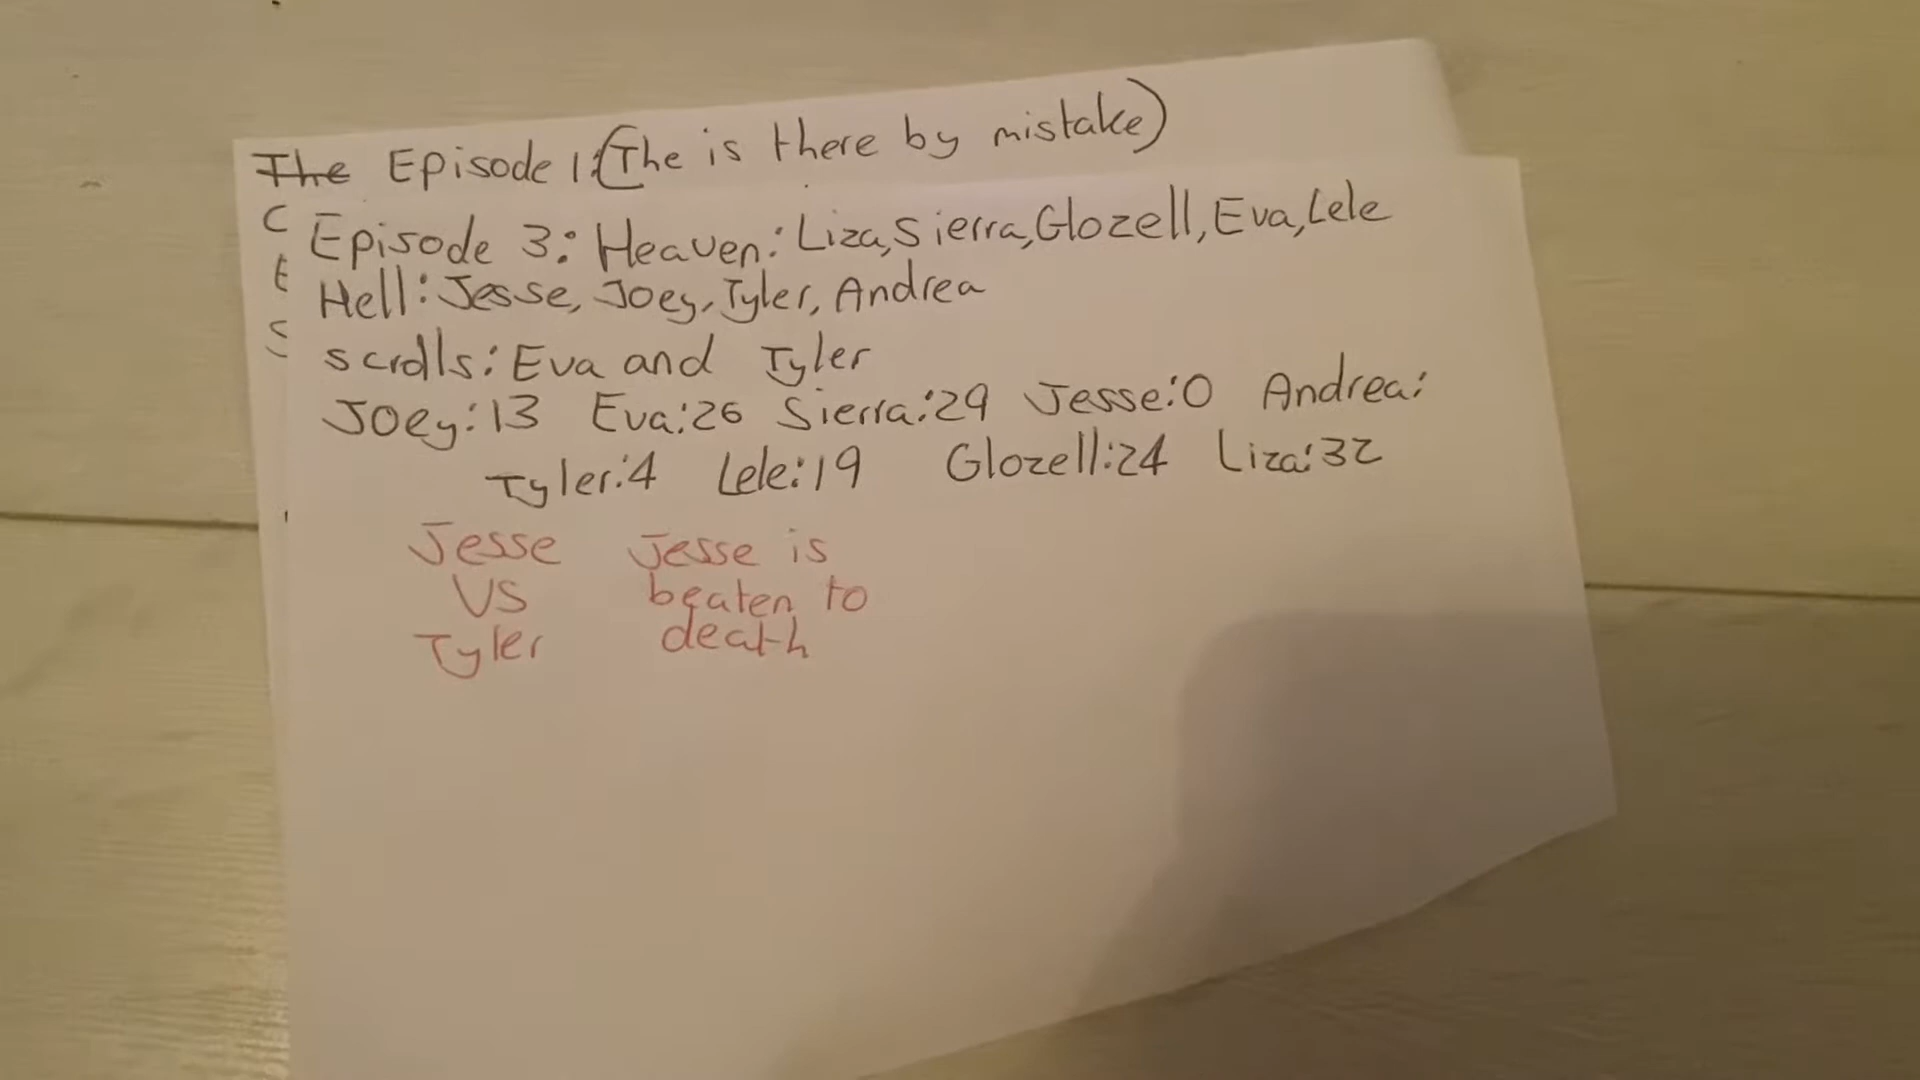 The Episode 1:(The is there by mistake)
Episode 3: Heaven: Liza, Sierra, Glozell, Eva, Lele
Hell: Jesse, Joey, Tyler, Andrea
scrolls: Eva and Tyler
Joey:13 Eva:26 Sierra:29 Jesse:0 Andrea:
Tyler:4 Lele:19 Glozell:24 Liza:32
Jesse
VS
Tyler
Jesse is
beaten to
death